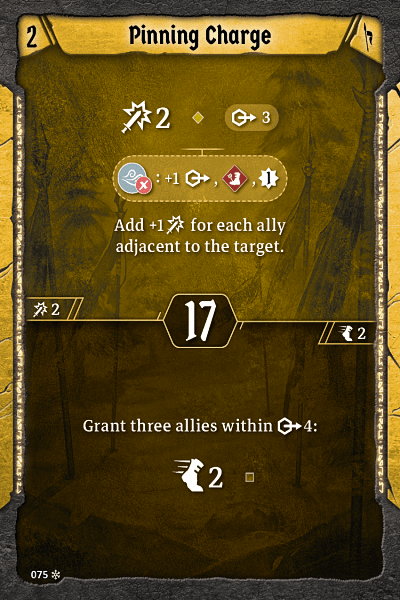 2 Pinning Charge
2 3
: +1 , , 1
Add +1 for each ally
adjacent to the target.
2 17 2
Grant three allies within 4:
2
075